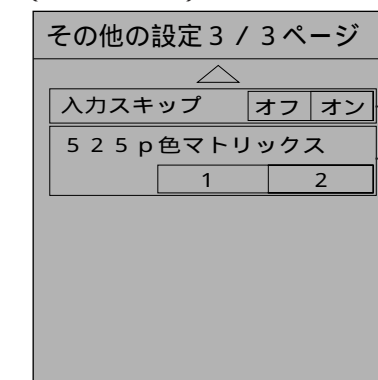 その他の設定３／３ページ
入力スキップ オフ オン
５２５ｐ色マトリックス
1 2